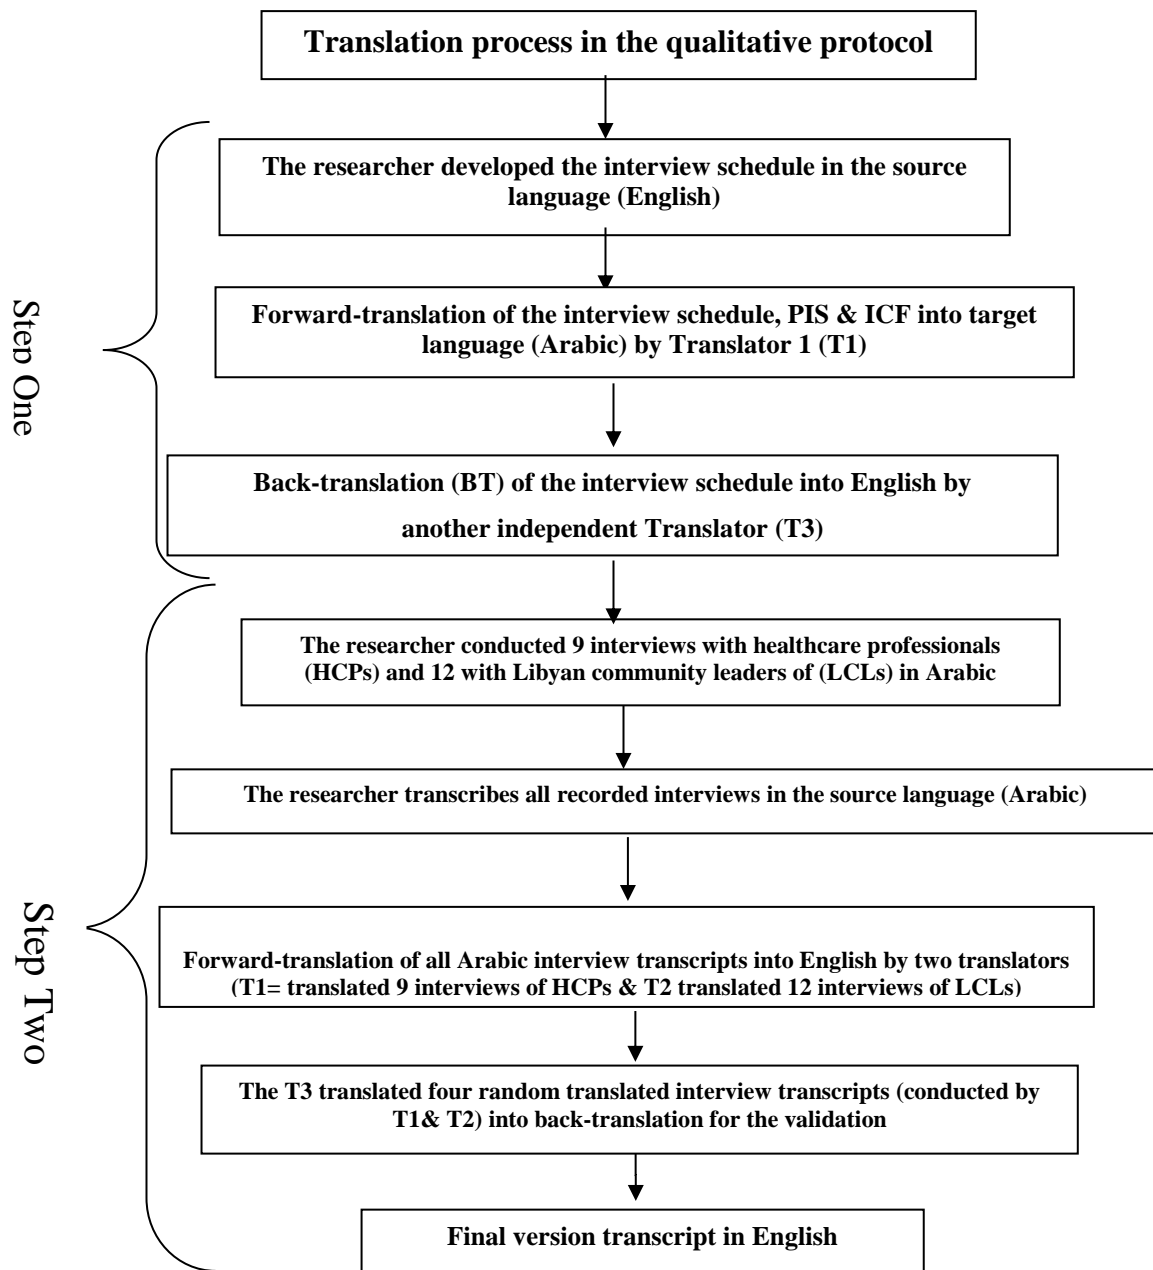 Translation process in the qualitative protocol
Step One
The researcher developed the interview schedule in the source
language (English)
Forward-translation of the interview schedule, PIS & ICF into target
language (Arabic) by Translator 1 (T1)
Back-translation (BT) of the interview schedule into English by
another independent Translator (T3)
Step Two
The researcher conducted 9 interviews with healthcare professionals
(HCPs) and 12 with Libyan community leaders of (LCLs) in Arabic
The researcher transcribes all recorded interviews in the source language (Arabic)
Forward-translation of all Arabic interview transcripts into English by two translators
(T1= translated 9 interviews of HCPs & T2 translated 12 interviews of LCLs)
The T3 translated four random translated interview transcripts (conducted by
T1& T2) into back-translation for the validation
Final version transcript in English